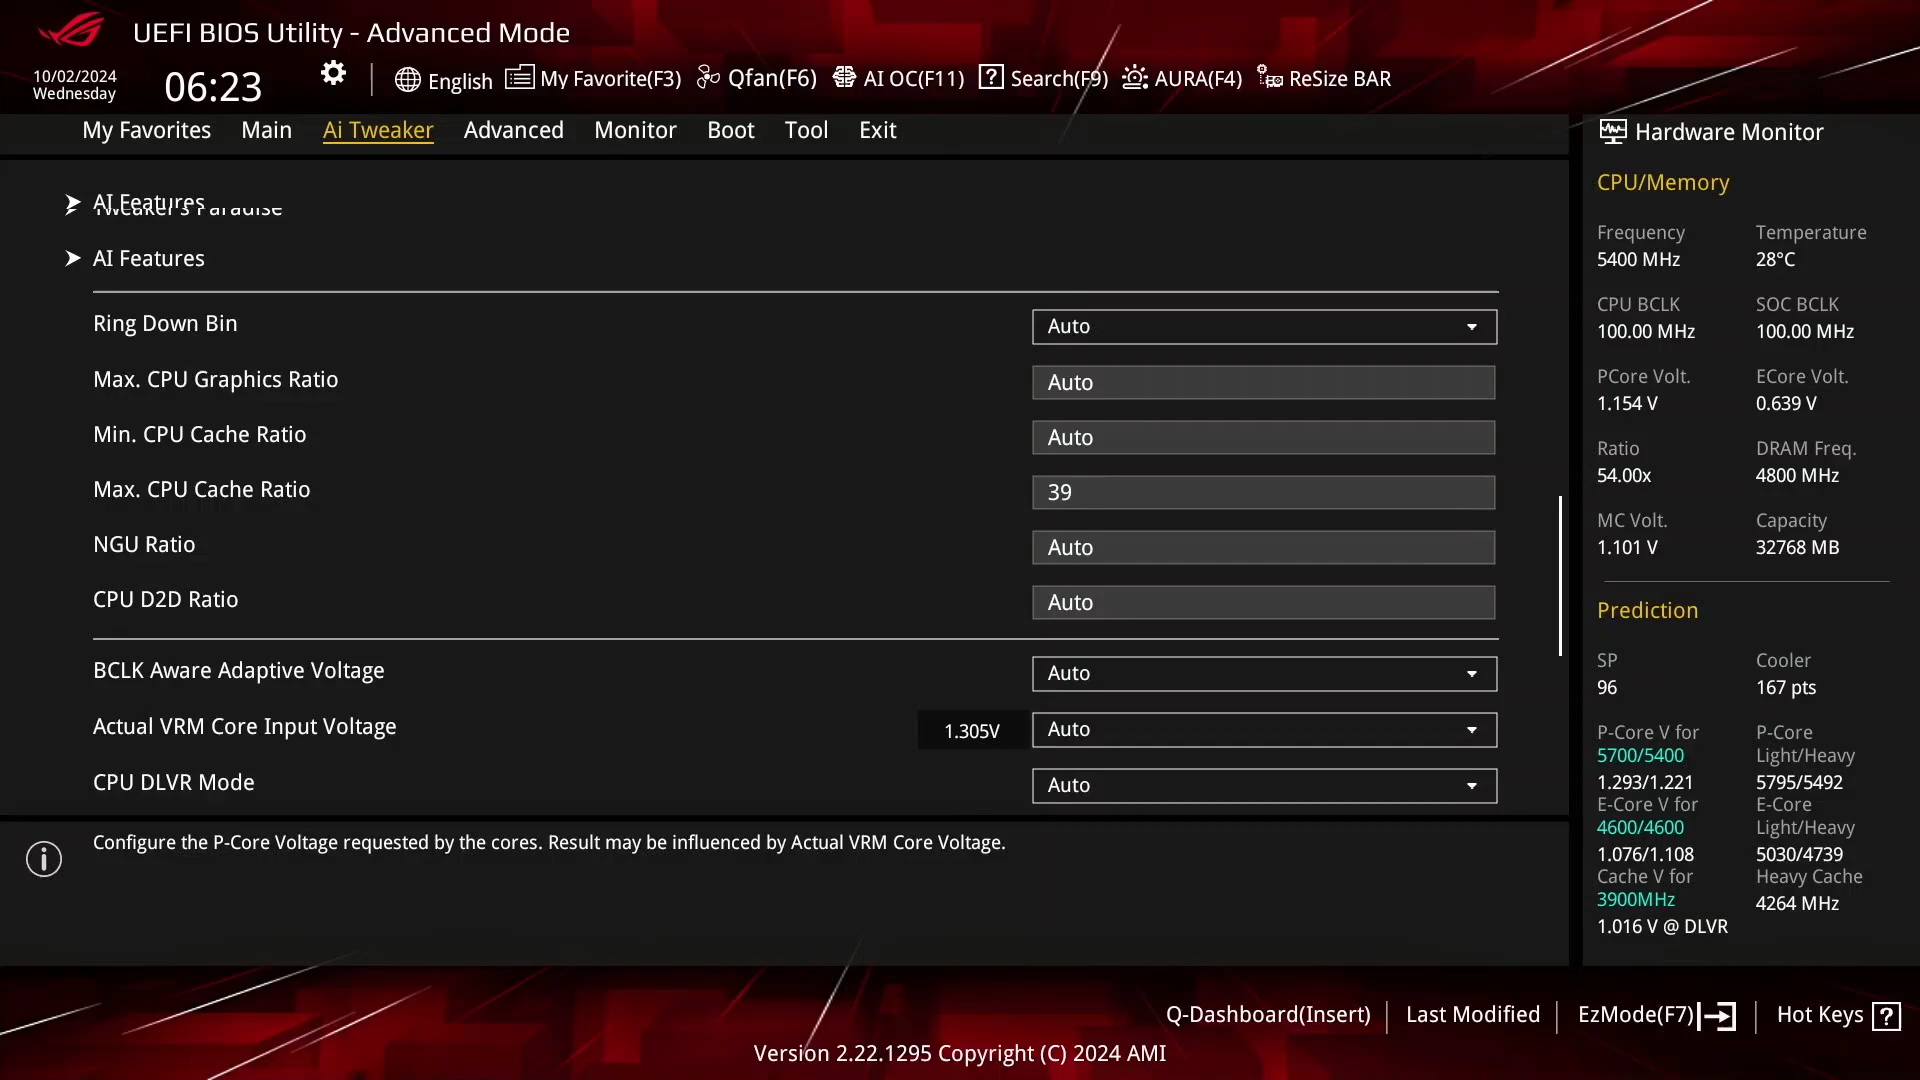 UEFI BIOS Utility - Advanced Mode
10/02/2024
Wednesday
06:23
English
My Favorite(F3)
Qfan(F6)
AI OC(F11)
Search(F9)
AURA(F4)
ReSize BAR
My Favorites
Main
Ai Tweaker
Advanced
Monitor
Boot
Tool
Exit
AI Features
Tweaker's Paradise
AI Features
Ring Down Bin
Auto
Max. CPU Graphics Ratio
Auto
Min. CPU Cache Ratio
Auto
Max. CPU Cache Ratio
39
NGU Ratio
Auto
CPU D2D Ratio
Auto
BCLK Aware Adaptive Voltage
Auto
Actual VRM Core Input Voltage
1.305V
Auto
CPU DLVR Mode
Auto
Configure the P-Core Voltage requested by the cores. Result may be influenced by Actual VRM Core Voltage.
Hardware Monitor
CPU/Memory
Frequency
5400 MHz
Temperature
28°C
CPU BCLK
100.00 MHz
SOC BCLK
100.00 MHz
PCore Volt.
1.154 V
ECore Volt.
0.639 V
Ratio
54.00x
DRAM Freq.
4800 MHz
MC Volt.
1.101 V
Capacity
32768 MB
Prediction
SP
96
Cooler
167 pts
P-Core V for
5700/5400
1.293/1.221
P-Core
Light/Heavy
5795/5492
E-Core V for
4600/4600
1.076/1.108
E-Core
Light/Heavy
5030/4739
Cache V for
3900MHz
1.016 V @ DLVR
Heavy Cache
4264 MHz
Q-Dashboard(Insert)
Last Modified
EzMode(F7)
Hot Keys ?
Version 2.22.1295 Copyright (C) 2024 AMI